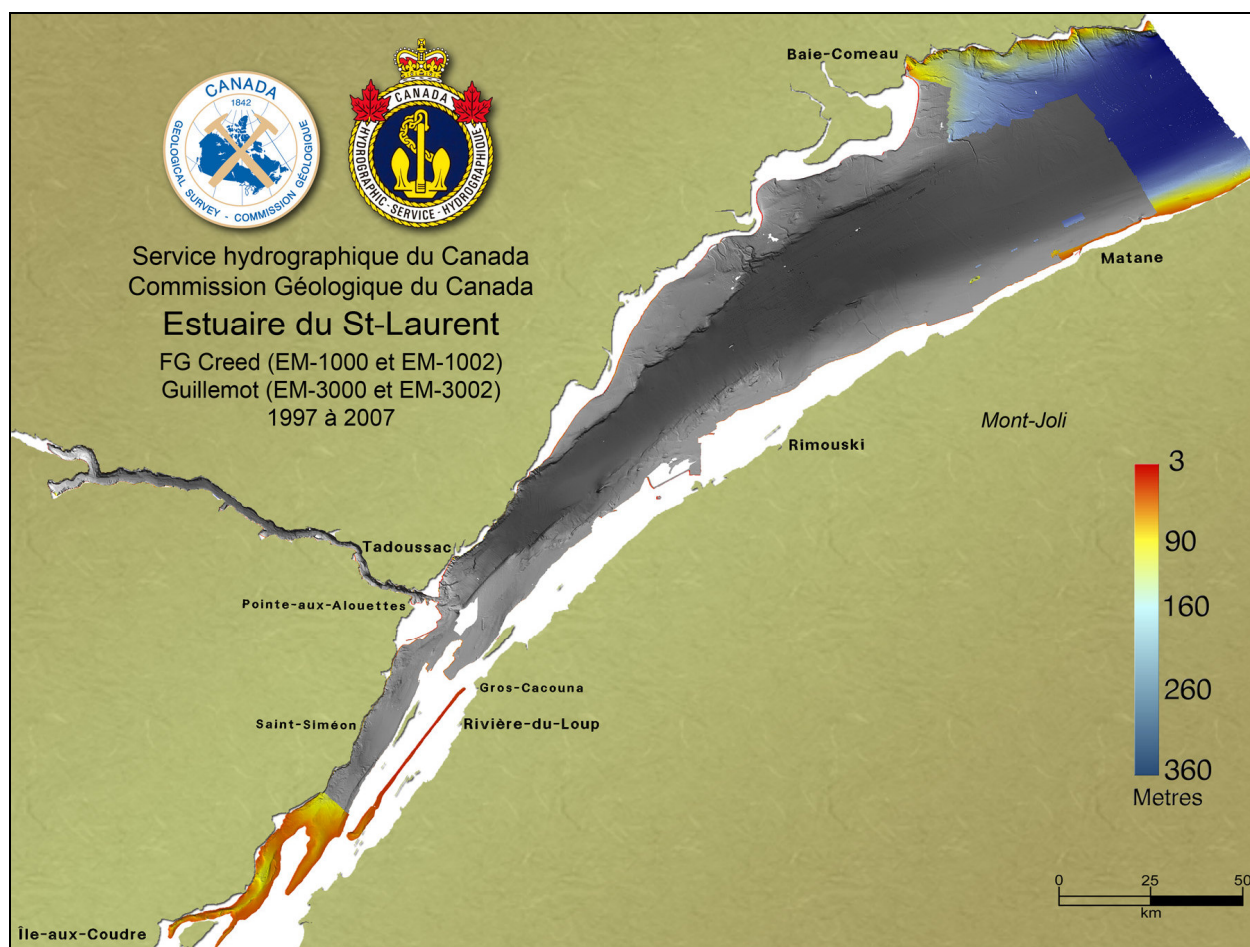 CANADA
1842
GEOLOGICAL SURVEY - COMMISSION GÉOLOGIQUE
CANADA
HYDROGRAPHIC · SERVICE · HYDROGRAPHIQUE
Service hydrographique du Canada
Commission Géologique du Canada
Estuaire du St-Laurent
FG Creed (EM-1000 et EM-1002)
Guillemot (EM-3000 et EM-3002)
1997 à 2007
Baie-Comeau
Matane
Mont-Joli
Rimouski
Tadoussac
Pointe-aux-Alouettes
Gros-Cacouna
Saint-Siméon
Rivière-du-Loup
Île-aux-Coudre
3
90
160
260
360
Metres
0 25 50
km